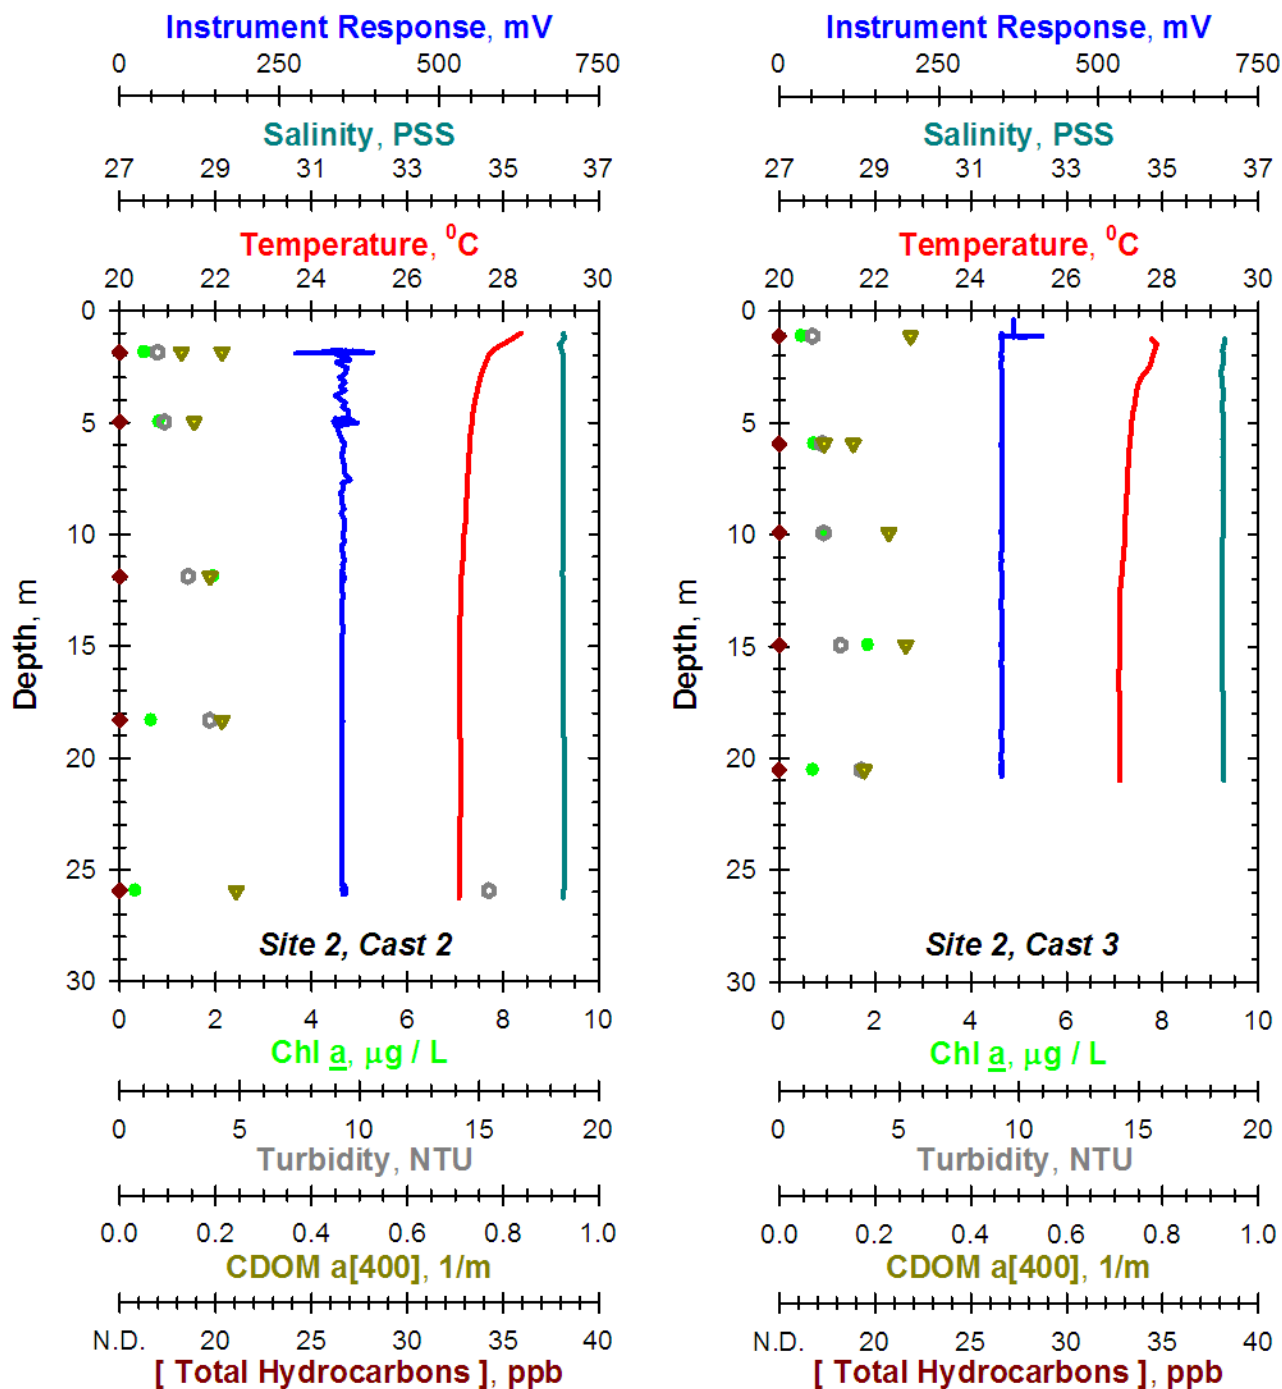 Instrument Response, mV
0 250 500 750
Salinity, PSS
27 29 31 33 35 37
Temperature, ⁰C
20 22 24 26 28 30
0
5
10
15
20
25
30
Depth, m
Site 2, Cast 2
0 2 4 6 8 10
Chl a, μg / L
0 5 10 15 20
Turbidity, NTU
0.0 0.2 0.4 0.6 0.8 1.0
CDOM a[400], 1/m
N.D. 20 25 30 35 40
[ Total Hydrocarbons ], ppb
Instrument Response, mV
0 250 500 750
Salinity, PSS
27 29 31 33 35 37
Temperature, ⁰C
20 22 24 26 28 30
0
5
10
15
20
25
30
Depth, m
Site 2, Cast 3
0 2 4 6 8 10
Chl a, μg / L
0 5 10 15 20
Turbidity, NTU
0.0 0.2 0.4 0.6 0.8 1.0
CDOM a[400], 1/m
N.D. 20 25 30 35 40
[ Total Hydrocarbons ], ppb